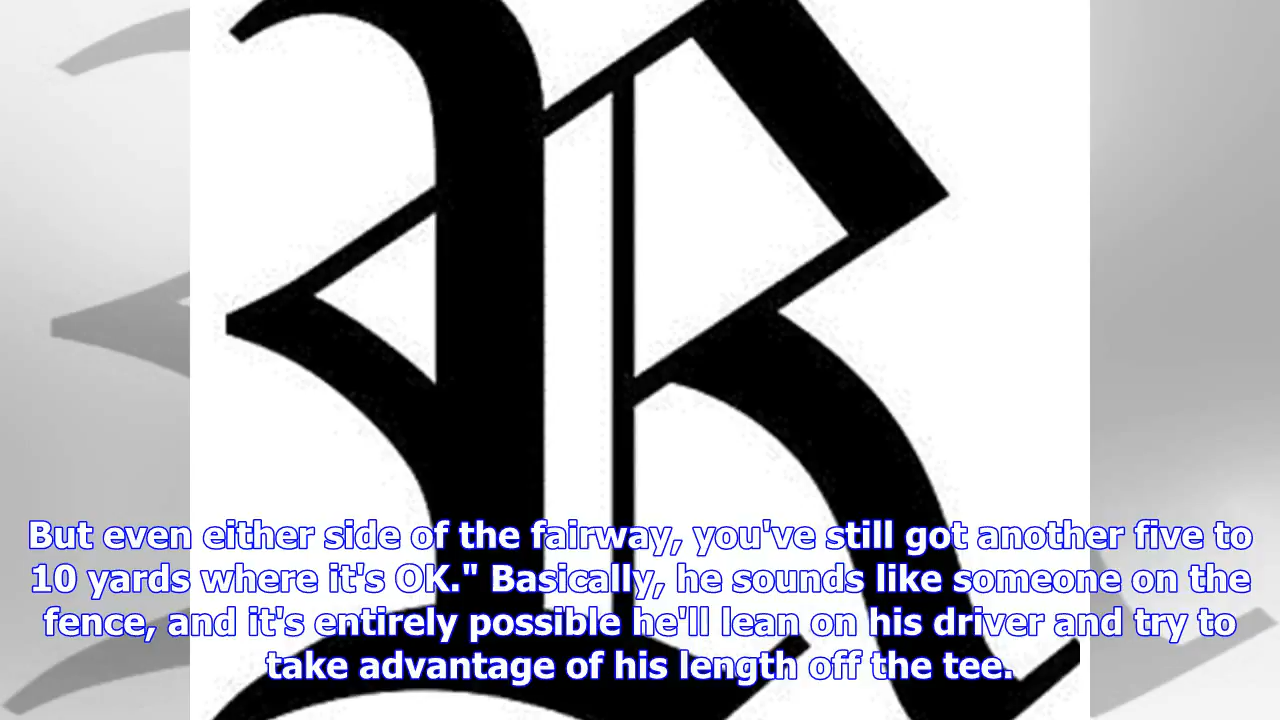 R
But even either side of the fairway, you've still got another five to
10 yards where it's OK." Basically, he sounds like someone on the
fence, and it's entirely possible he'll lean on his driver and try to
take advantage of his length off the tee.